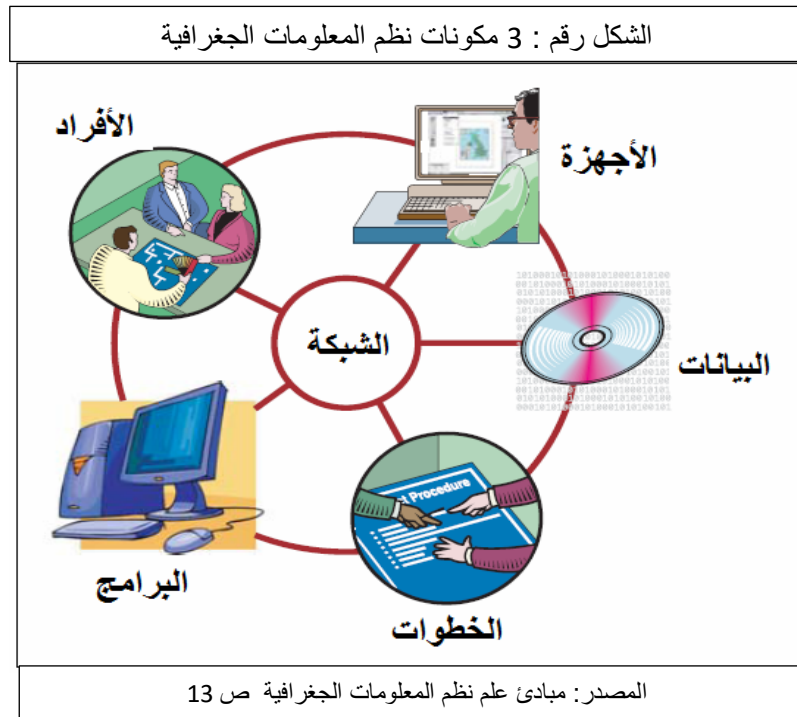 الشكل رقم : 3 مكونات نظم المعلومات الجغرافية
الأفراد
الأجهزة
الشبكة
البيانات
البرامج
الخطوات
Procedure
المصدر: مبادئ علم نظم المعلومات الجغرافية ص 13